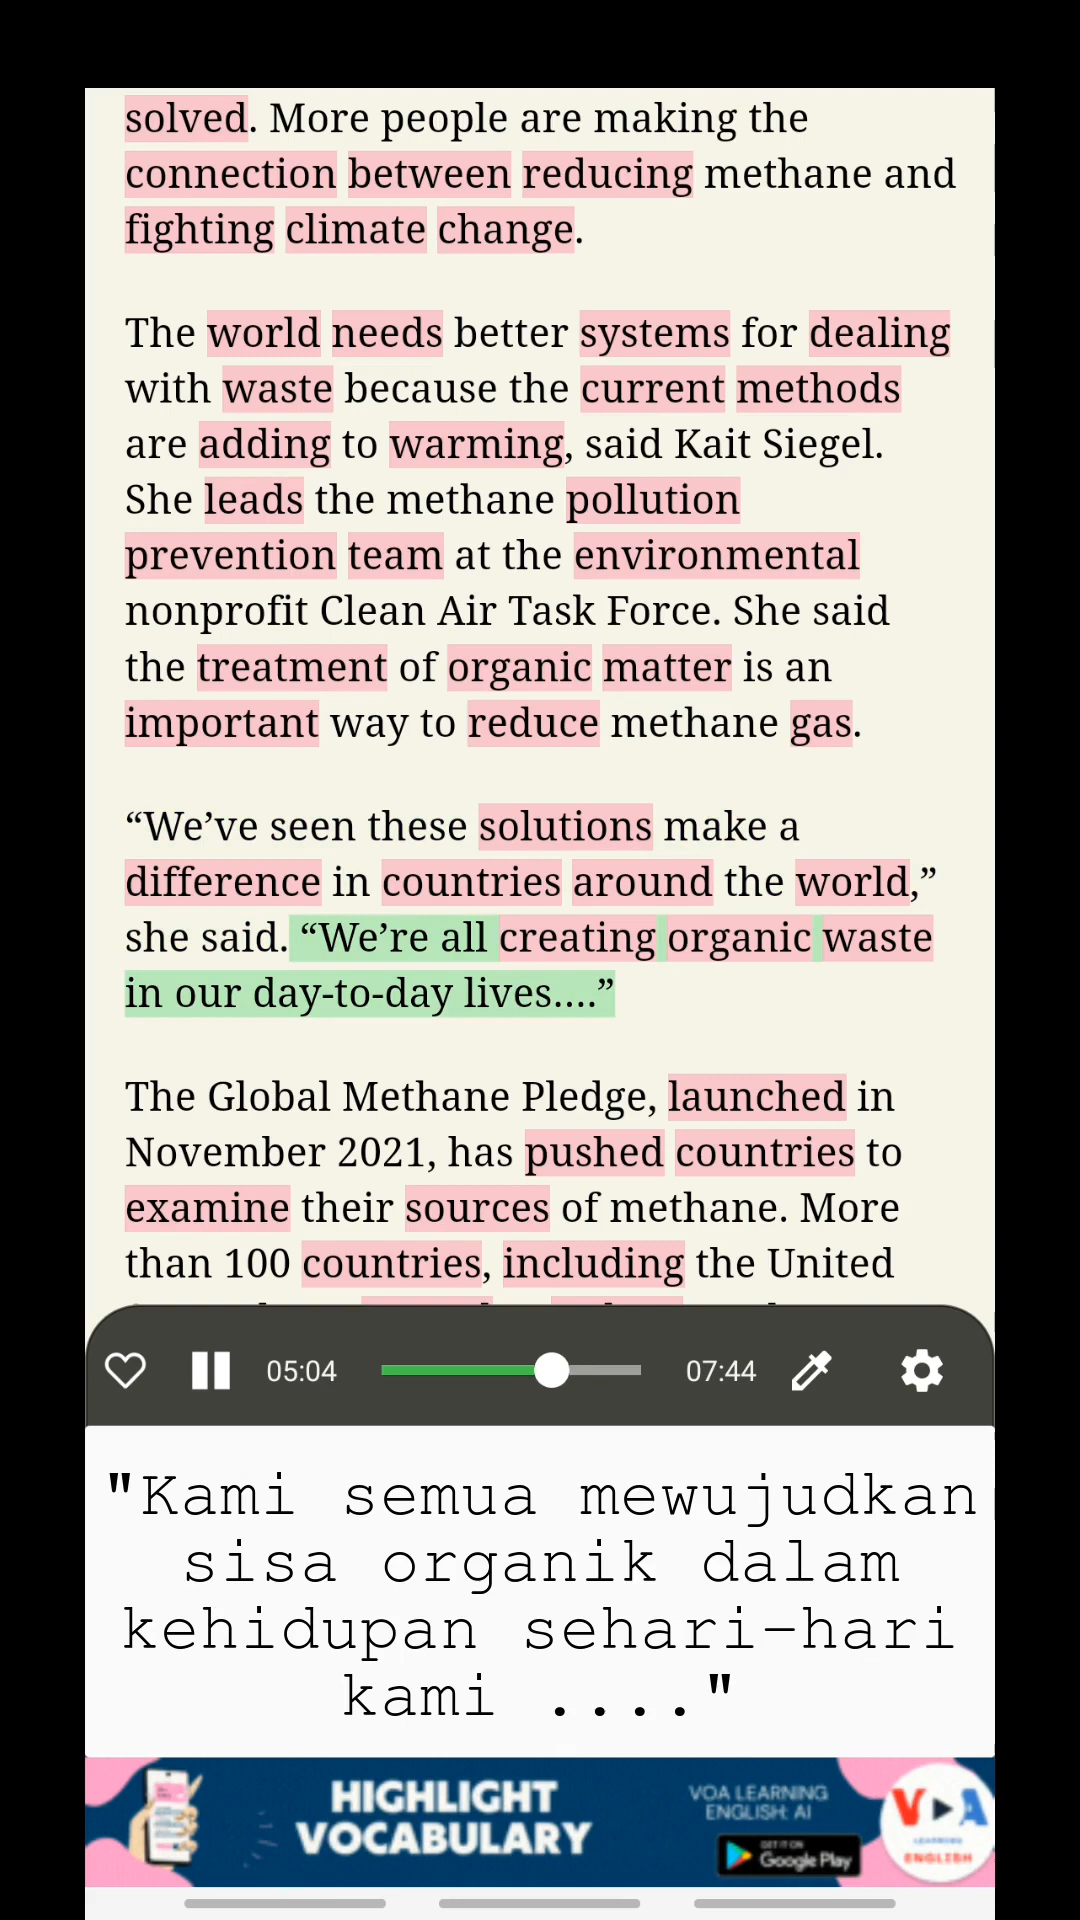 solved. More people are making the
connection between reducing methane and
fighting climate change.
The world needs better systems for dealing
with waste because the current methods
are adding to warming, said Kait Siegel.
She leads the methane pollution
prevention team at the environmental
nonprofit Clean Air Task Force. She said
the treatment of organic matter is an
important way to reduce methane gas.
“We’ve seen these solutions make a
difference in countries around the world,”
she said. “We’re all creating organic waste
in our day-to-day lives....”
The Global Methane Pledge, launched in
November 2021, has pushed countries to
examine their sources of methane. More
than 100 countries, including the United
05:04
07:44
"Kami semua mewujudkan
sisa organik dalam
kehidupan sehari-hari
kami ...."
HIGHLIGHT
VOCABULARY
VOA LEARNING
ENGLISH: AI
GET IT ON
Google Play
VOA
LEARNING
ENGLISH